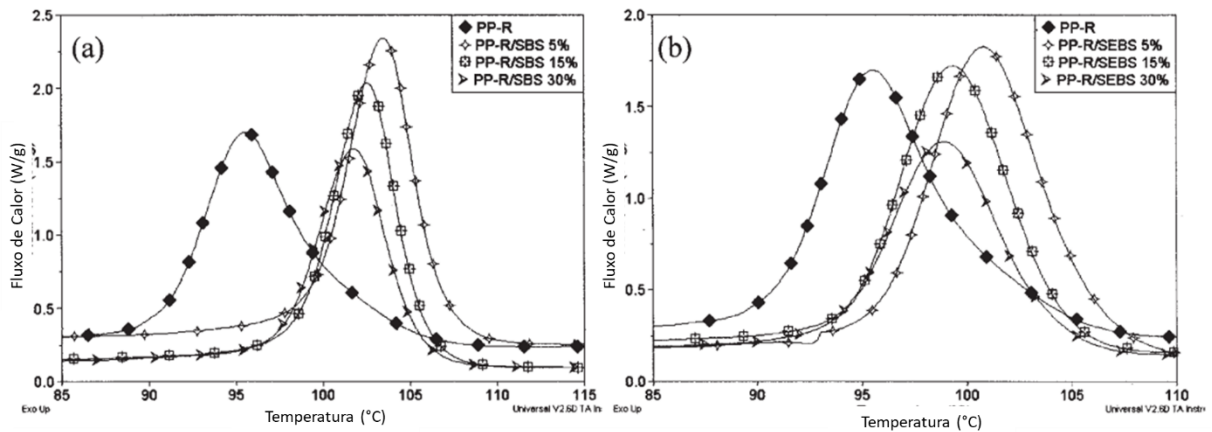 (a)
PP-R
PP-R/SBS 5%
PP-R/SBS 15%
PP-R/SBS 30%
Fluxo de Calor (W/g)
2.5
2.0
1.5
1.0
0.5
0.0
85
90
95
100
105
110
115
Exo Up
Temperatura (°C)
Universal V2.6D TA In
(b)
PP-R
PP-R/SEBS 5%
PP-R/SEBS 15%
PP-R/SEBS 30%
Fluxo de Calor (W/g)
2.0
1.5
1.0
0.5
0.0
85
90
95
100
105
110
Exo Up
Temperatura (°C)
Universal V2.6D TA Instr